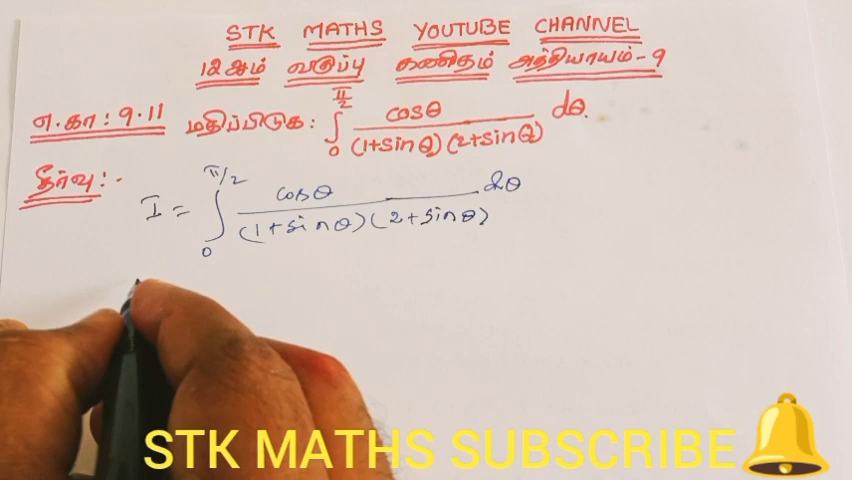 STK MATHS YOUTUBE CHANNEL
12ஆம் வகுப்பு கணிதம் அத்தியாயம்-9
எ.கா: 9.11 மதிப்பிடுக: ∫₀^(π/2) cosθ / (1+sinθ)(2+sinθ) dθ.
தீர்வு:-
I = ∫₀^(π/2) cosθ / (1+sinθ)(2+sinθ) dθ
STK MATHS SUBSCRIBE